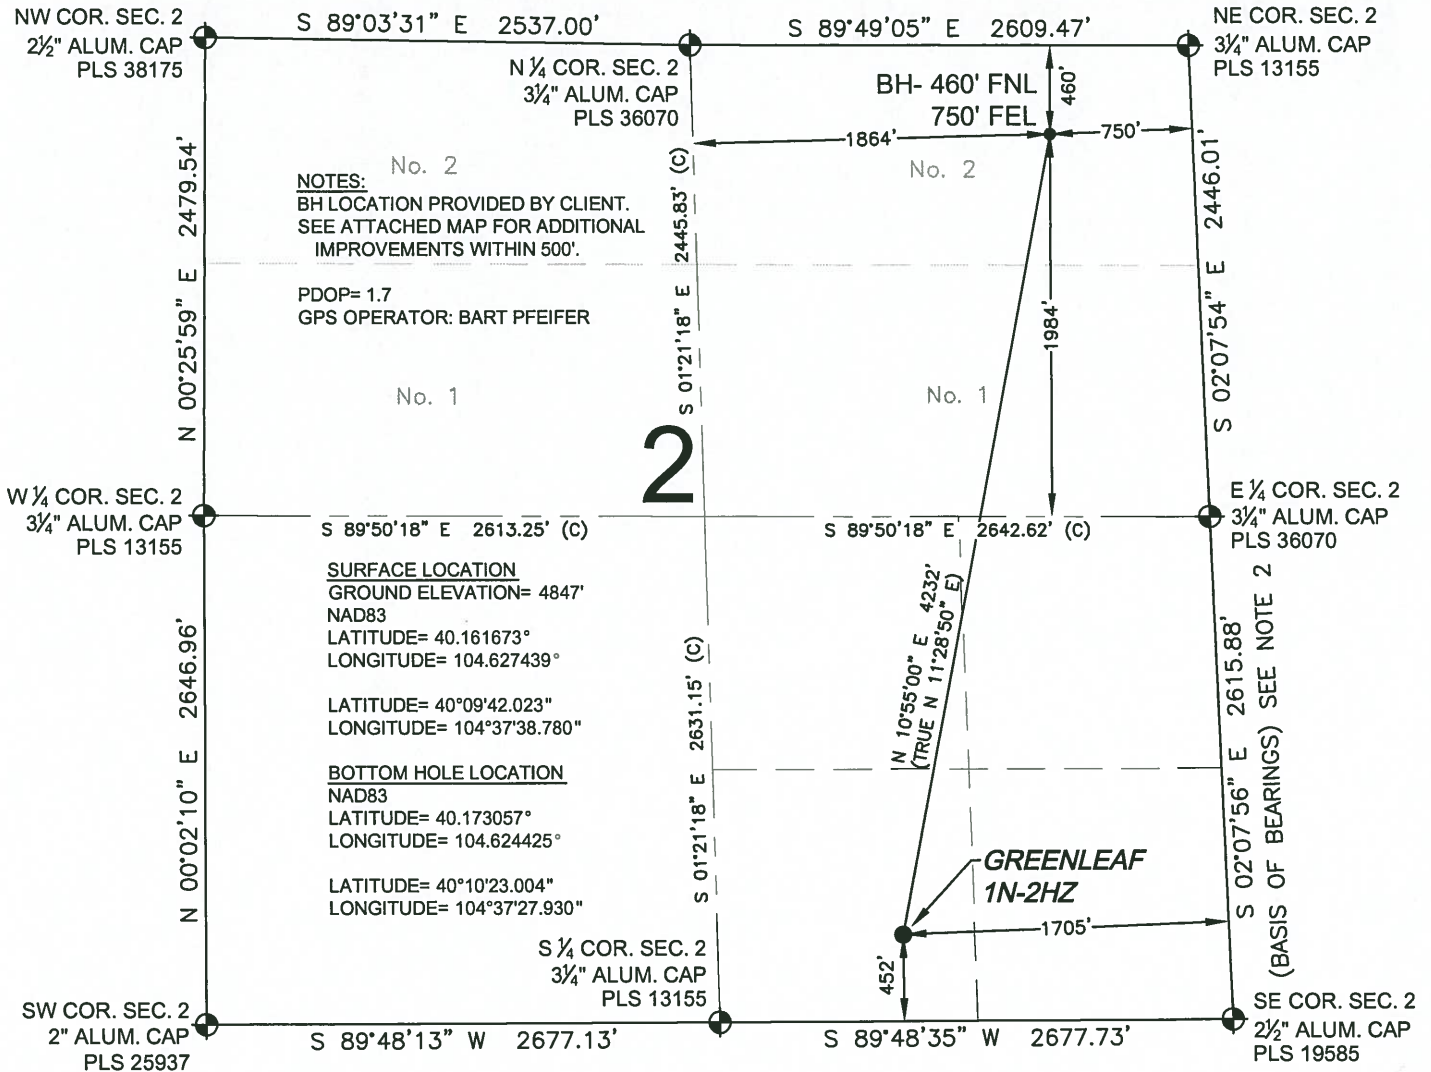 NW COR. SEC. 2
2½" ALUM. CAP
PLS 38175
S 89°03'31" E 2537.00'
N ¼ COR. SEC. 2
3¼" ALUM. CAP
PLS 36070
S 89°49'05" E 2609.47'
NE COR. SEC. 2
3¼" ALUM. CAP
PLS 13155
BH- 460' FNL
750' FEL
460'
1864'
750'
N 00°25'59" E 2479.54'
No. 2
NOTES:
BH LOCATION PROVIDED BY CLIENT.
SEE ATTACHED MAP FOR ADDITIONAL
IMPROVEMENTS WITHIN 500'.
PDOP= 1.7
GPS OPERATOR: BART PFEIFER
No. 1
S 01°21'18" E 2445.83' (C)
No. 2
No. 1
1984'
S 02°07'54" E 2446.01'
2
W ¼ COR. SEC. 2
3¼" ALUM. CAP
PLS 13155
S 89°50'18" E 2613.25' (C)
S 89°50'18" E 2642.62' (C)
E ¼ COR. SEC. 2
3¼" ALUM. CAP
PLS 36070
SURFACE LOCATION
GROUND ELEVATION= 4847'
NAD83
LATITUDE= 40.161673°
LONGITUDE= 104.627439°
LATITUDE= 40°09'42.023"
LONGITUDE= 104°37'38.780"
BOTTOM HOLE LOCATION
NAD83
LATITUDE= 40.173057°
LONGITUDE= 104.624425°
LATITUDE= 40°10'23.004"
LONGITUDE= 104°37'27.930"
N 00°02'10" E 2646.96'
S 01°21'18" E 2631.15' (C)
N 10°55'00" E 4232'
(TRUE N 11°28'50" E)
GREENLEAF
1N-2HZ
1705'
452'
S 02°07'56" E 2615.88'
(BASIS OF BEARINGS) SEE NOTE 2
SW COR. SEC. 2
2" ALUM. CAP
PLS 25937
S 89°48'13" W 2677.13'
S ¼ COR. SEC. 2
3¼" ALUM. CAP
PLS 13155
S 89°48'35" W 2677.73'
SE COR. SEC. 2
2½" ALUM. CAP
PLS 19585